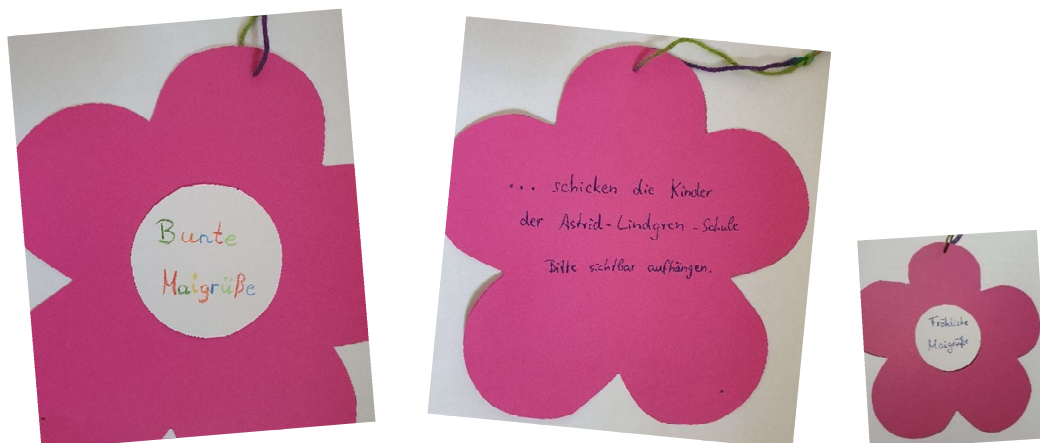 Bunte
Maigrüße
... schicken die Kinder
der Astrid-Lindgren-Schule
Bitte sichtbar aufhängen.
Fröhliche
Maigrüße